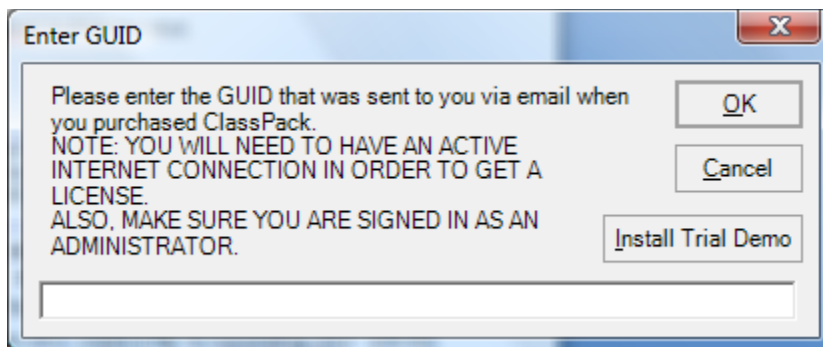 Enter GUID
Please enter the GUID that was sent to you via email when
you purchased ClassPack.
NOTE: YOU WILL NEED TO HAVE AN ACTIVE
INTERNET CONNECTION IN ORDER TO GET A
LICENSE.
ALSO, MAKE SURE YOU ARE SIGNED IN AS AN
ADMINISTRATOR.
OK
Cancel
Install Trial Demo